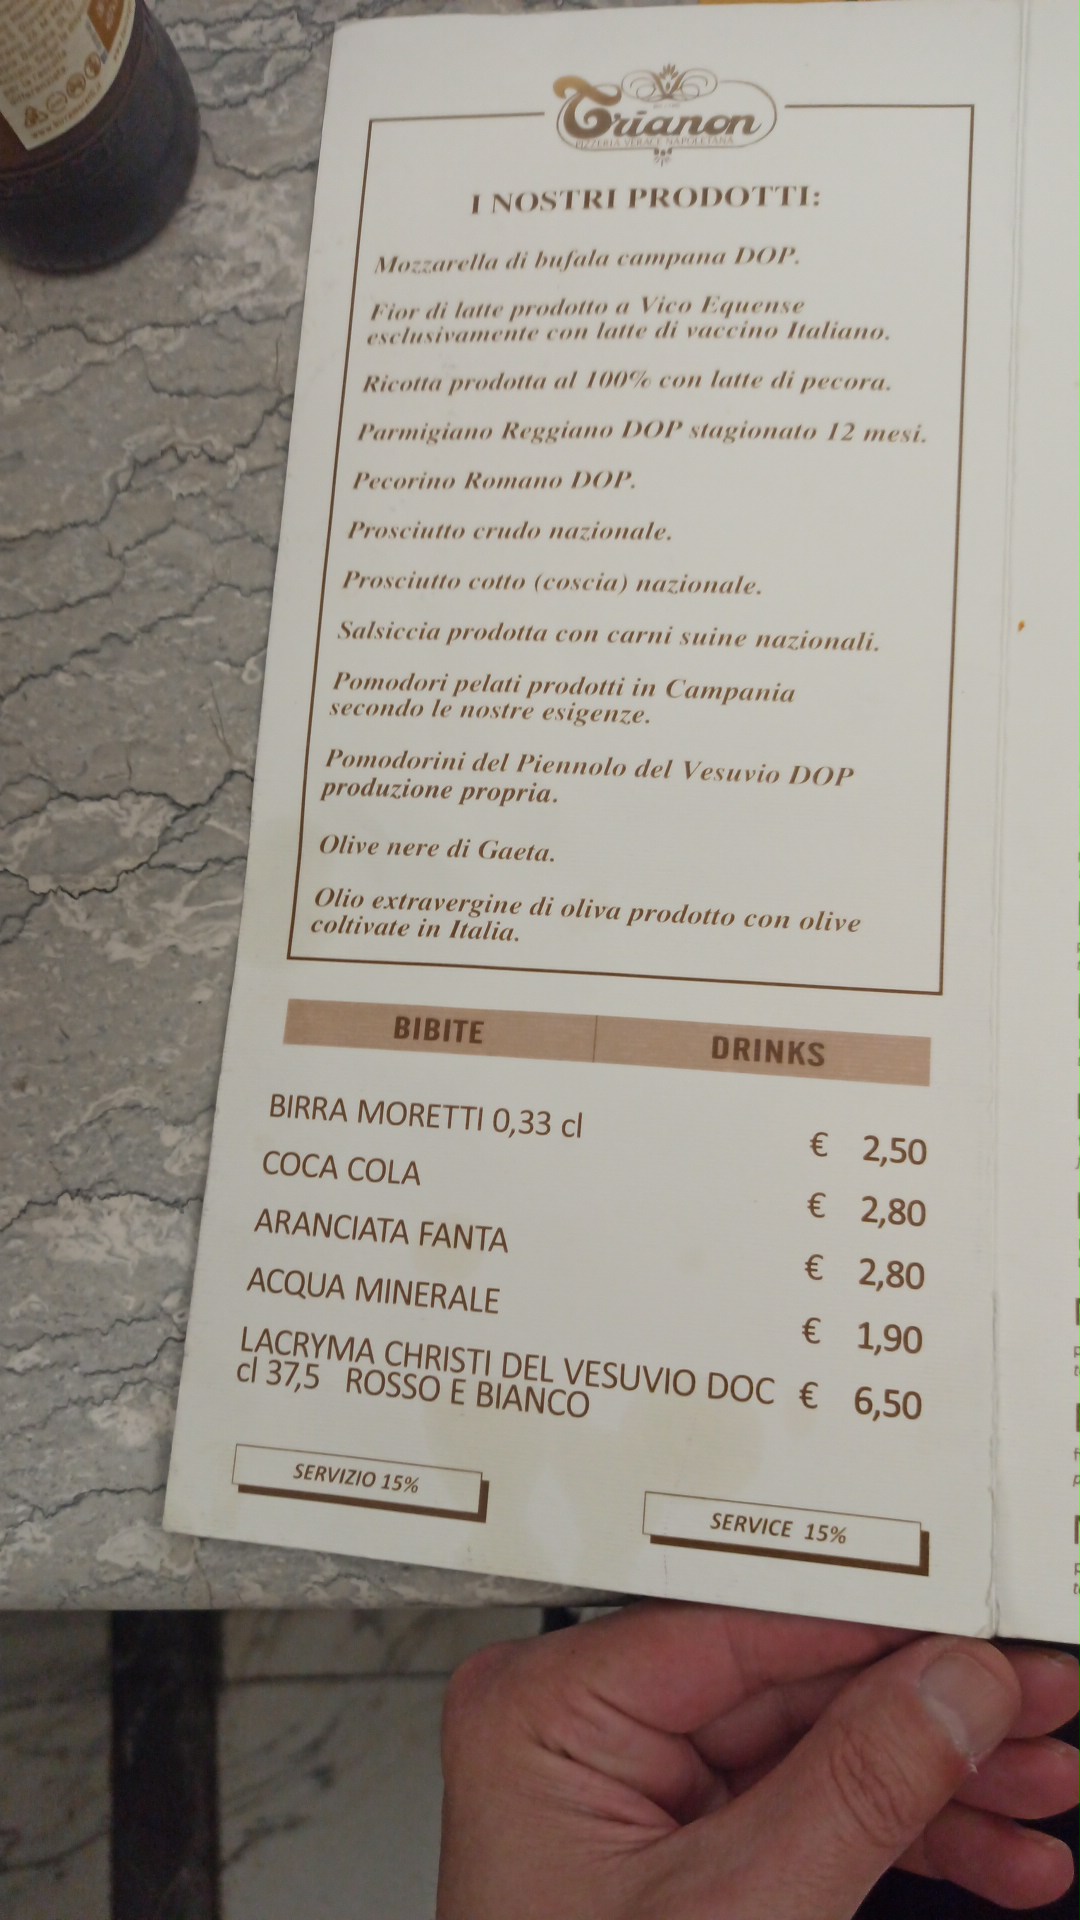 Trianon
PIZZERIA VERACE NAPOLETANA
I NOSTRI PRODOTTI:
Mozzarella di bufala campana DOP.
Fior di latte prodotto a Vico Equense
esclusivamente con latte di vaccino Italiano.
Ricotta prodotta al 100% con latte di pecora.
Parmigiano Reggiano DOP stagionato 12 mesi.
Pecorino Romano DOP.
Prosciutto crudo nazionale.
Prosciutto cotto (coscia) nazionale.
Salsiccia prodotta con carni suine nazionali.
Pomodori pelati prodotti in Campania
secondo le nostre esigenze.
Pomodorini del Piennolo del Vesuvio DOP
produzione propria.
Olive nere di Gaeta.
Olio extravergine di oliva prodotto con olive
coltivate in Italia.
BIBITE DRINKS
BIRRA MORETTI 0,33 cl € 2,50
COCA COLA € 2,80
ARANCIATA FANTA € 2,80
ACQUA MINERALE € 1,90
LACRYMA CHRISTI DEL VESUVIO DOC € 6,50
cl 37,5 ROSSO E BIANCO
SERVIZIO 15% SERVICE 15%